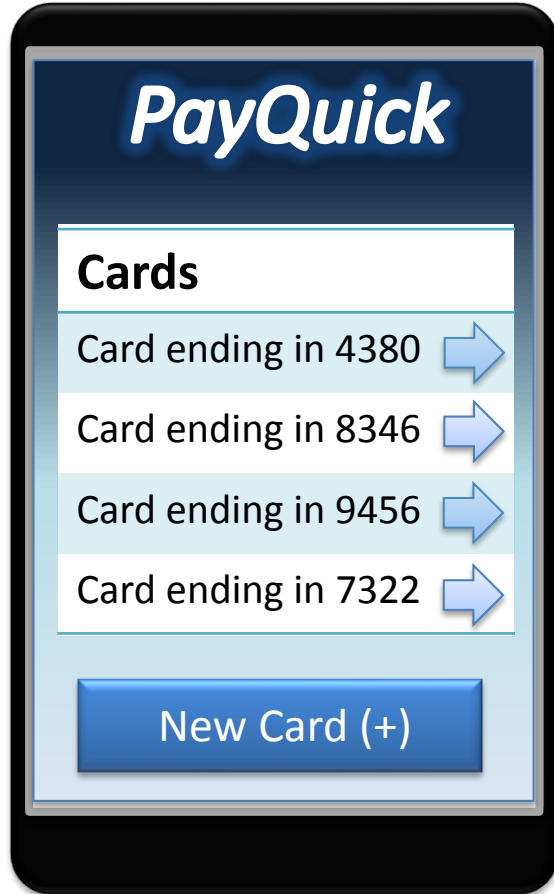 PayQuick
Cards
Card ending in 4380
Card ending in 8346
Card ending in 9456
Card ending in 7322
New Card (+)